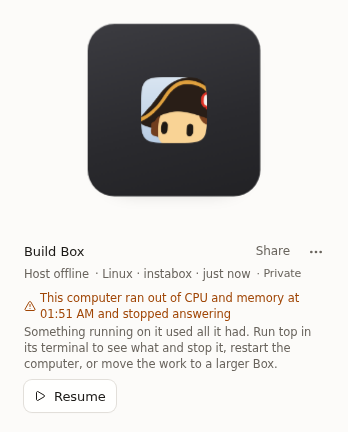 Build Box
Share ···
Host offline · Linux · instabox · just now · Private
This computer ran out of CPU and memory at
01:51 AM and stopped answering
Something running on it used all it had. Run top in
its terminal to see what and stop it, restart the
computer, or move the work to a larger Box.
Resume